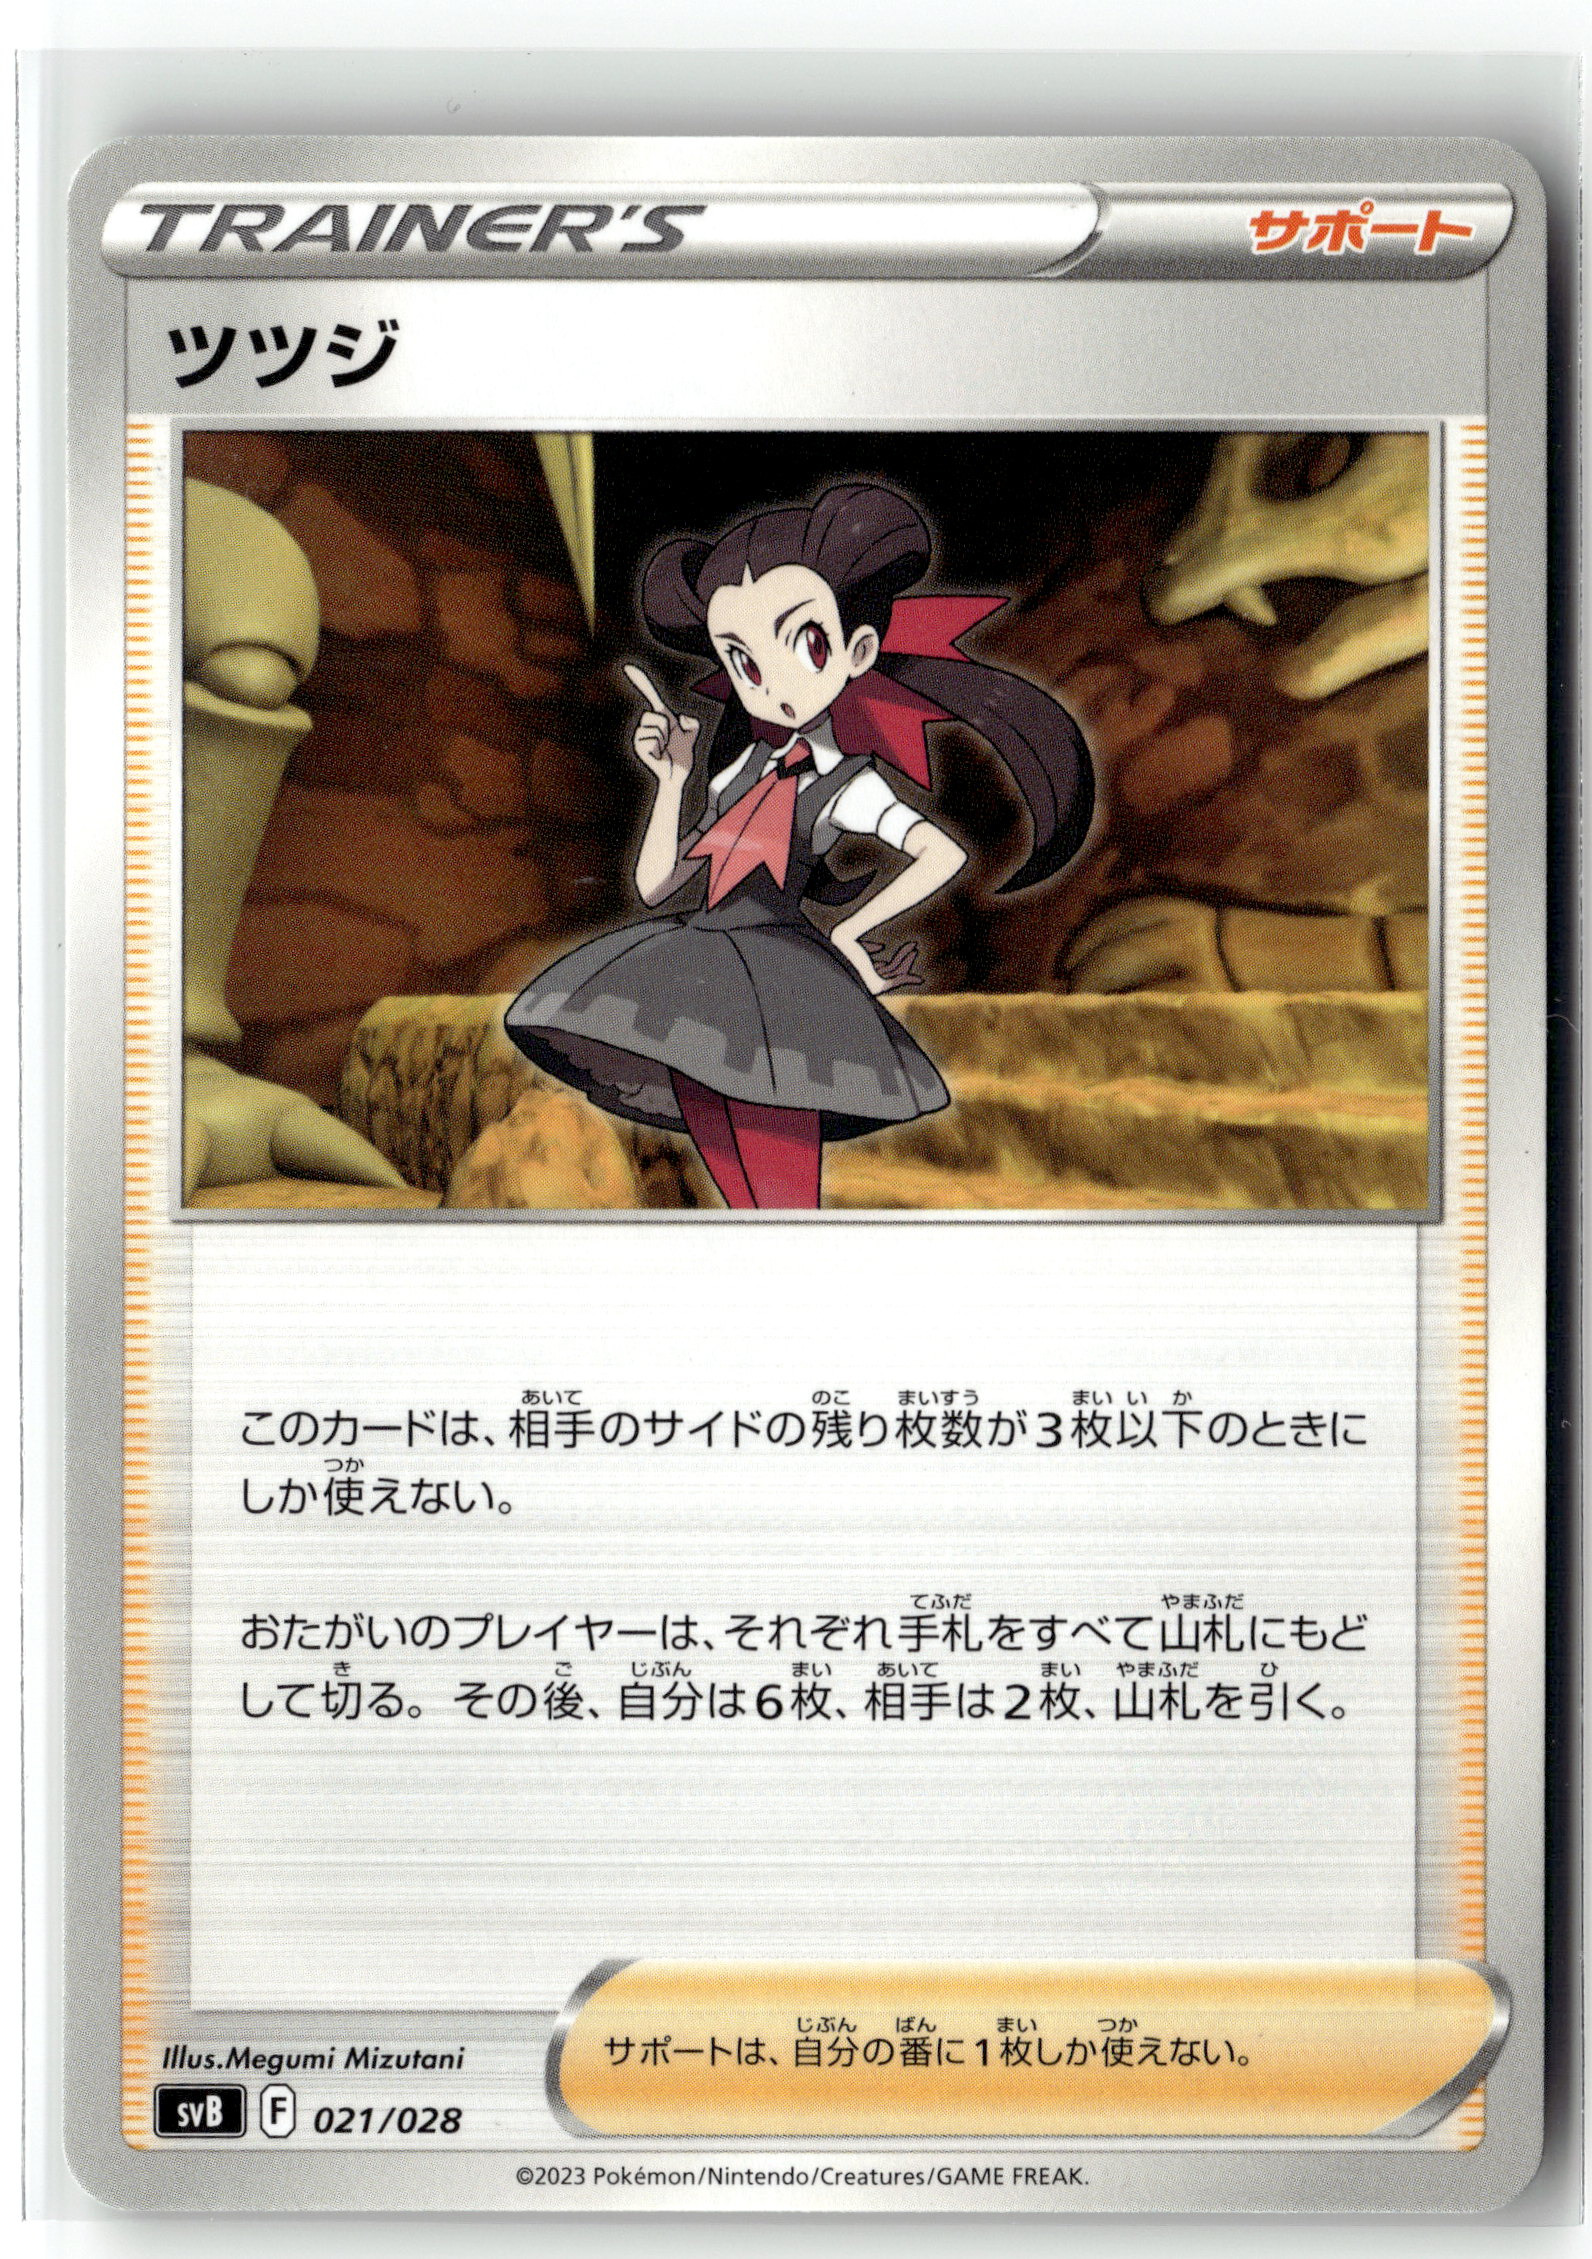 TRAINER'S サポート
ツツジ
このカードは、相手のサイドの残り枚数が3枚以下のときに
しか使えない。
おたがいのプレイヤーは、それぞれ手札をすべて山札にもど
して切る。その後、自分は6枚、相手は2枚、山札を引く。
サポートは、自分の番に1枚しか使えない。
Illus.Megumi Mizutani
svB F 021/028
©2023 Pokémon/Nintendo/Creatures/GAME FREAK.